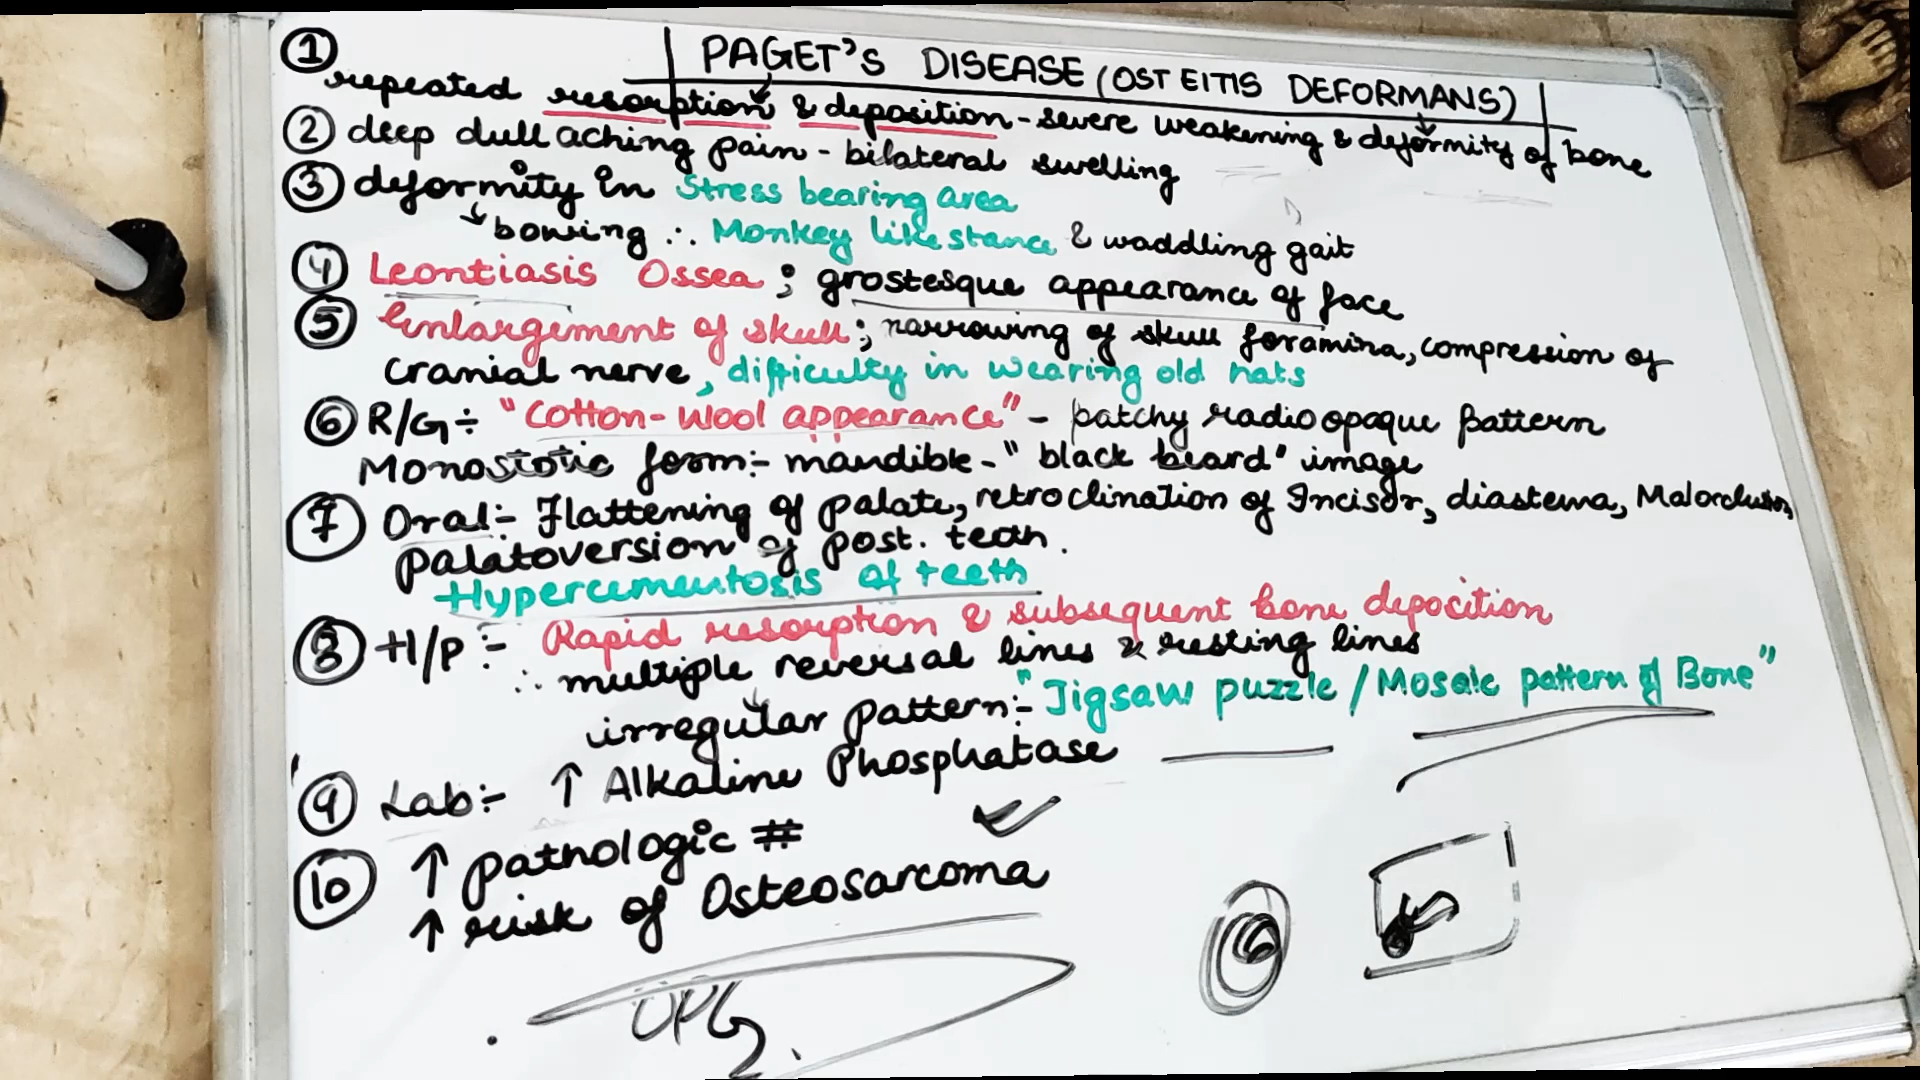 PAGET'S DISEASE (OSTEITIS DEFORMANS)
① repeated resorption & deposition - severe weakening & deformity of bone
② deep dull aching pain - bilateral swelling
③ deformity in Stress bearing area
↘ bowing ∴ Monkey like stance & waddling gait
④ Leontiasis Ossea ; grostesque appearance of face
⑤ Enlargement of skull ; narrowing of skull foramina, compression of
cranial nerve, difficulty in wearing old hats
⑥ R/G ÷ "Cotton-Wool appearance" - patchy radioopaque pattern
Monostotic form:- mandible - "black beard" image
⑦ Oral:- Flattening of palate, retroclination of Incisor, diastema, Malocclusion,
palatoversion of post. teeth.
Hypercementosis of teeth
⑧ H/P :- Rapid resorption & subsequent bone deposition
∴ multiple reversal lines & resting lines
irregular pattern:- "Jigsaw puzzle / Mosaic pattern of Bone"
⑨ Lab:- ↑ Alkaline Phosphatase
⑩ ↑ pathologic #
↑ risk of Osteosarcoma
OPG